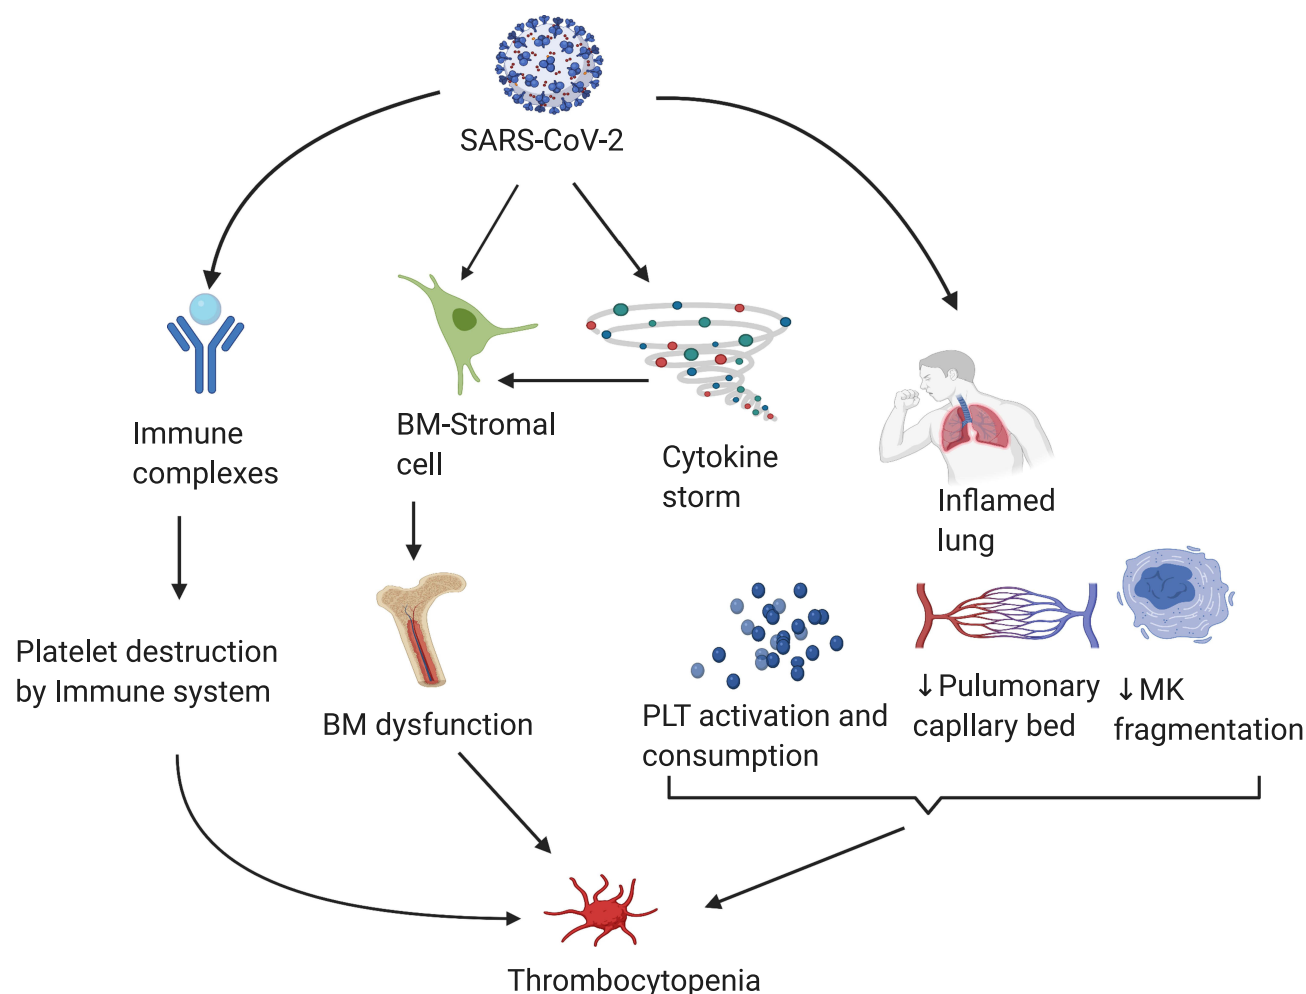 SARS-CoV-2
Immune
complexes
BM-Stromal
cell
Cytokine
storm
Inflamed
lung
Platelet destruction
by Immune system
BM dysfunction
PLT activation and
consumption
↓Pulumonary
capllary bed
↓MK
fragmentation
Thrombocytopenia